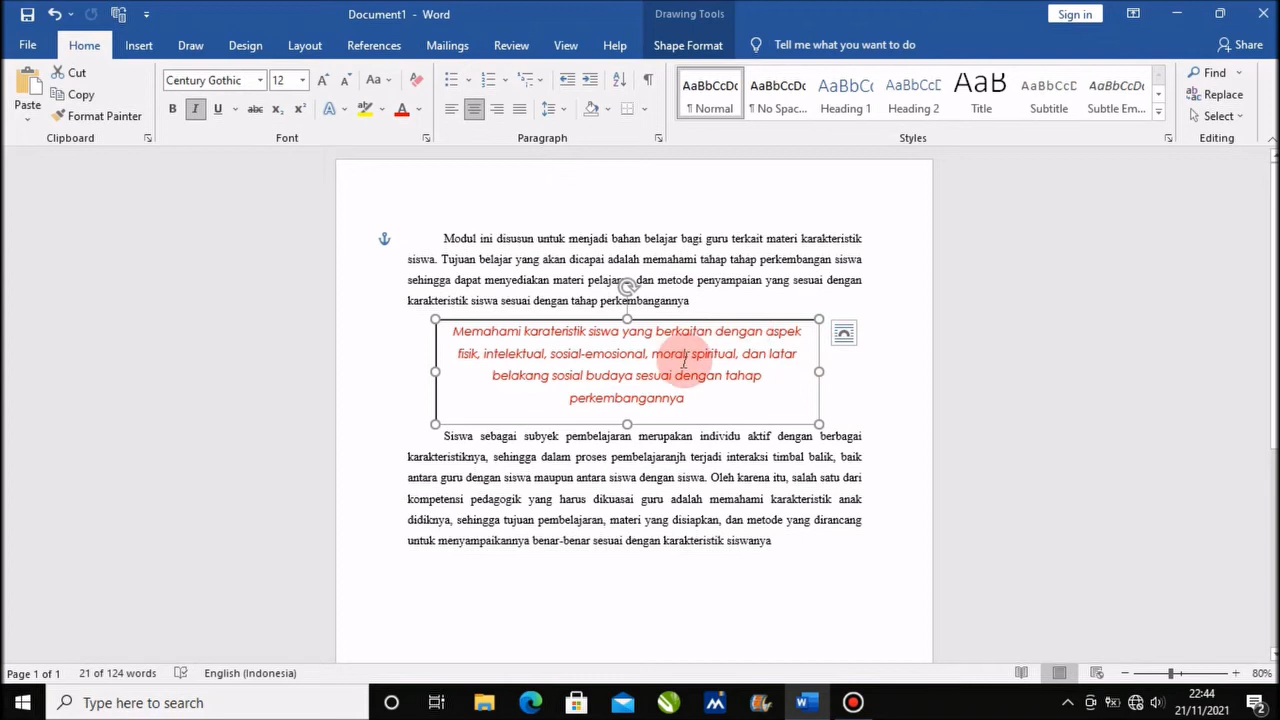 Document1 - Word
Drawing Tools
Sign in
File Home Insert Draw Design Layout References Mailings Review View Help Shape Format Tell me what you want to do Share
Paste
Cut
Copy
Format Painter
Clipboard
Century Gothic 12
Font
Paragraph
AaBbCcDc AaBbCcDc AaBbCc AaBbCcD AaB AaBbCcD AaBbCcDc
¶ Normal ¶ No Spac... Heading 1 Heading 2 Title Subtitle Subtle Em...
Styles
Find
Replace
Select
Editing
Modul ini disusun untuk menjadi bahan belajar bagi guru terkait materi karakteristik
siswa. Tujuan belajar yang akan dicapai adalah memahami tahap tahap perkembangan siswa
sehingga dapat menyediakan materi dan metode penyampaian yang sesuai dengan
karakteristik siswa sesuai dengan tahap perkembangannya
Memahami karateristik siswa yang berkaitan dengan aspek
fisik, intelektual, sosial-emosional, moral, spiritual, dan latar
belakang sosial budaya sesuai dengan tahap
perkembangannya
Siswa sebagai subyek pembelajaran merupakan individu aktif dengan berbagai
karakteristiknya, sehingga dalam proses pembelajaranjh terjadi interaksi timbal balik, baik
antara guru dengan siswa maupun antara siswa dengan siswa. Oleh karena itu, salah satu dari
kompetensi pedagogik yang harus dikuasai guru adalah memahami karakteristik anak
didiknya, sehingga tujuan pembelajaran, materi yang disiapkan, dan metode yang dirancang
untuk menyampaikannya benar-benar sesuai dengan karakteristik siswanya
Page 1 of 1 21 of 124 words English (Indonesia) 80%
Type here to search
22:44
21/11/2021
2